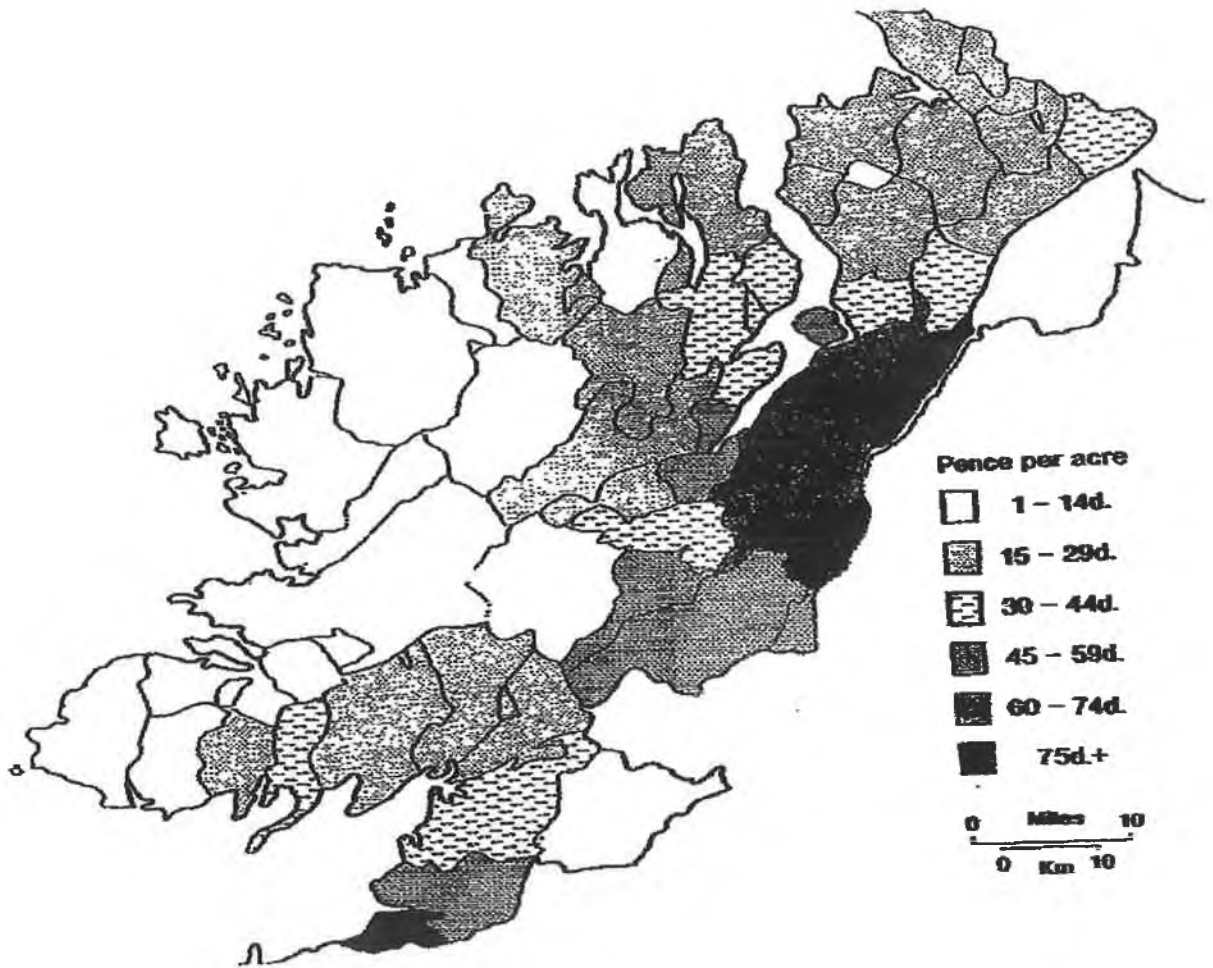 Pence per acre
1 – 14d.
15 – 29d.
30 – 44d.
45 – 59d.
60 – 74d.
75d.+
0 Miles 10
0 Km 10